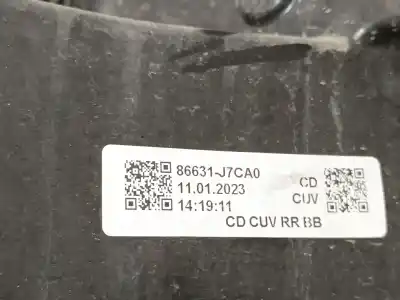 86631-J7CA0 CD
11.01.2023 CUV
14:19:11
CD CUV RR BB